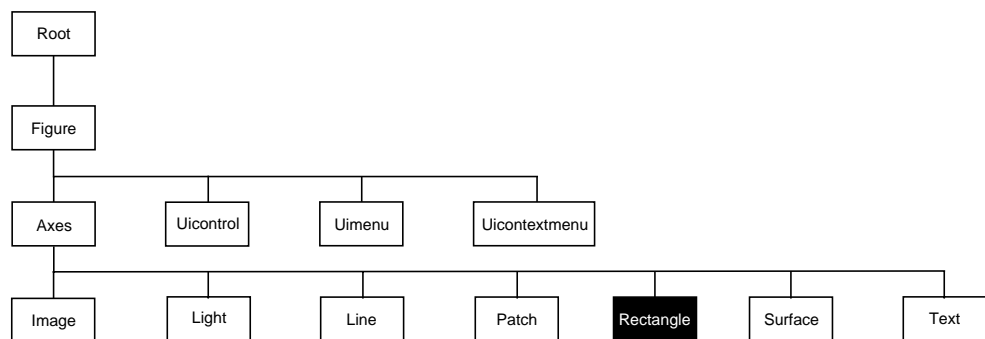 Root
Figure
Axes
Uicontrol
Uimenu
Uicontextmenu
Image
Light
Line
Patch
Rectangle
Surface
Text